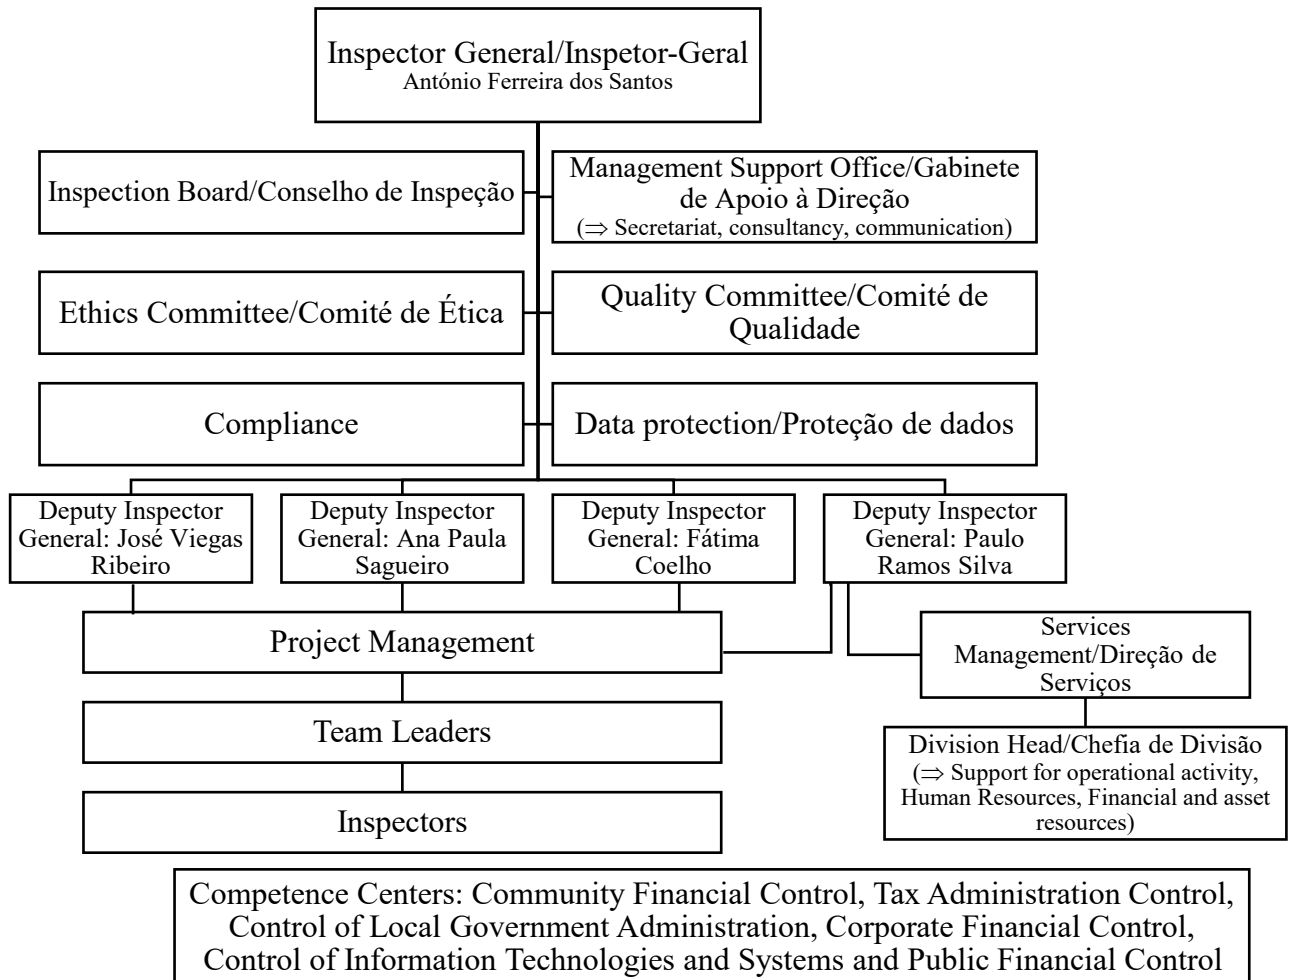 Inspector General/Inspetor-Geral
António Ferreira dos Santos
Inspection Board/Conselho de Inspeção
Management Support Office/Gabinete
de Apoio à Direção
(⇒ Secretariat, consultancy, communication)
Ethics Committee/Comité de Ética
Quality Committee/Comité de
Qualidade
Compliance
Data protection/Proteção de dados
Deputy Inspector
General: José Viegas
Ribeiro
Deputy Inspector
General: Ana Paula
Sagueiro
Deputy Inspector
General: Fátima
Coelho
Deputy Inspector
General: Paulo
Ramos Silva
Project Management
Services
Management/Direção de
Serviços
Team Leaders
Division Head/Chefia de Divisão
(⇒ Support for operational activity,
Human Resources, Financial and asset
resources)
Inspectors
Competence Centers: Community Financial Control, Tax Administration Control,
Control of Local Government Administration, Corporate Financial Control,
Control of Information Technologies and Systems and Public Financial Control